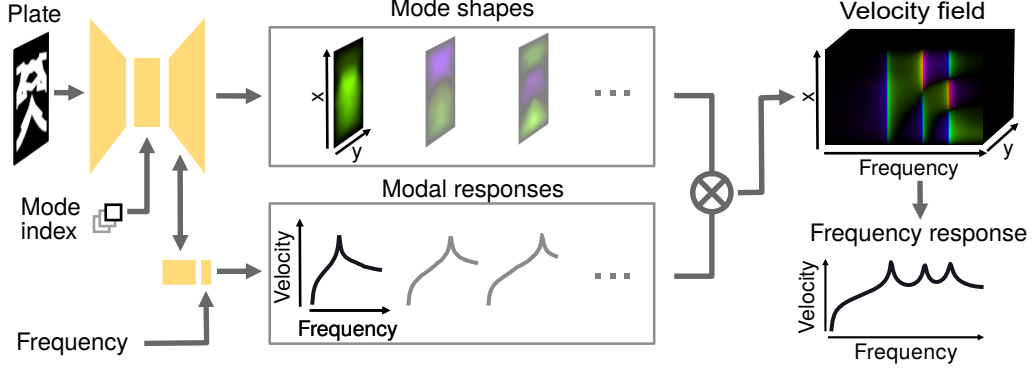 Plate
Mode shapes
Velocity field
x
y
x
y
Frequency
Mode
index
Modal responses
Velocity
Frequency
Frequency response
Velocity
Frequency
Frequency